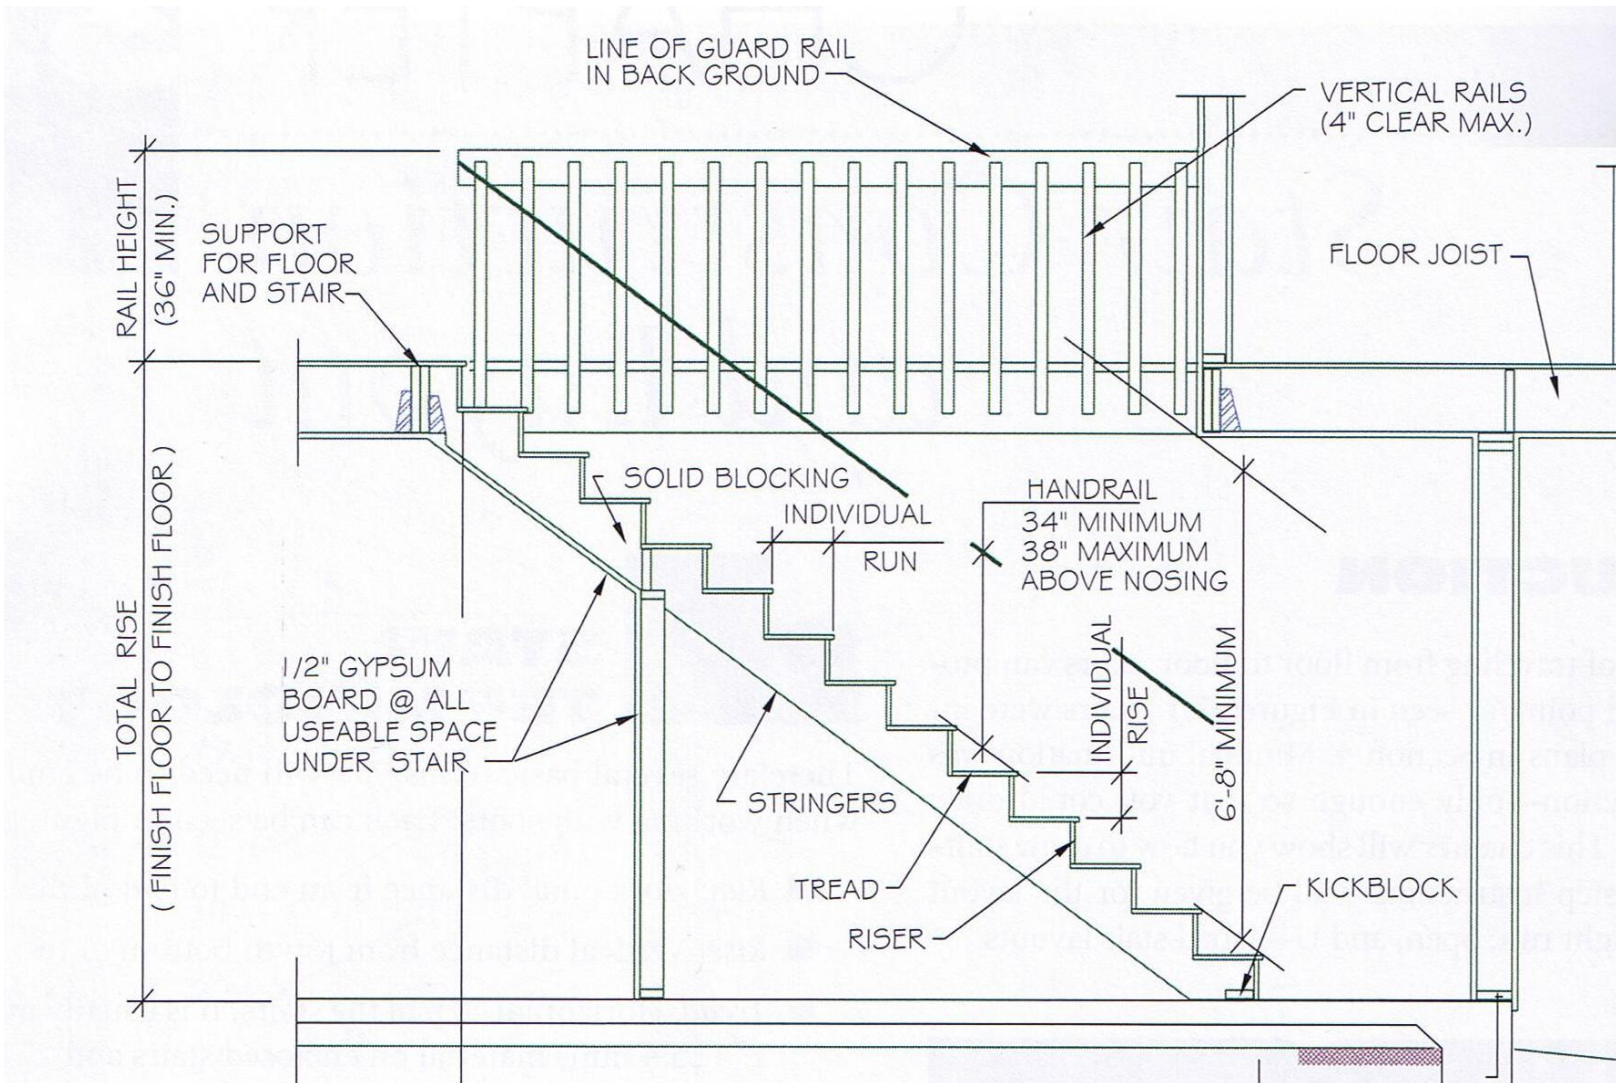 LINE OF GUARD RAIL
IN BACK GROUND
VERTICAL RAILS
(4" CLEAR MAX.)
RAIL HEIGHT
(36" MIN.)
SUPPORT
FOR FLOOR
AND STAIR
FLOOR JOIST
SOLID BLOCKING
INDIVIDUAL
RUN
HANDRAIL
34" MINIMUM
38" MAXIMUM
ABOVE NOSING
TOTAL RISE
( FINISH FLOOR TO FINISH FLOOR )
1/2" GYPSUM
BOARD @ ALL
USEABLE SPACE
UNDER STAIR
INDIVIDUAL
RISE
6'-8" MINIMUM
STRINGERS
TREAD
RISER
KICKBLOCK